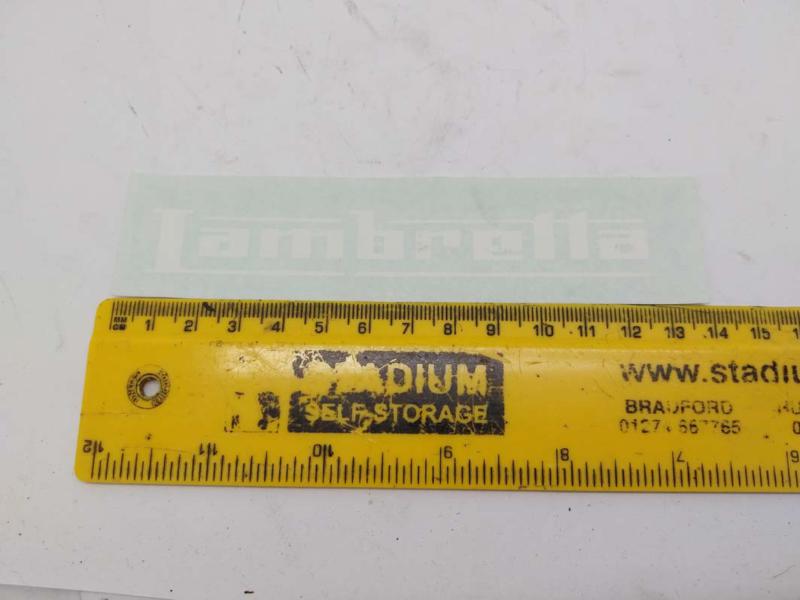 Lambretta
MM
CM
1 2 3 4 5 6 7 8 9 10 11 12 13 14 15
STADIUM
SELF-STORAGE
www.stadiu
BRADFORD
12 11 10 9 8 7 6